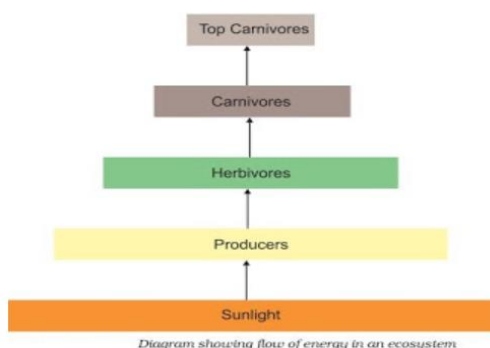 Top Carnivores
Carnivores
Herbivores
Producers
Sunlight
Diagram showing flow of energy in an ecosystem